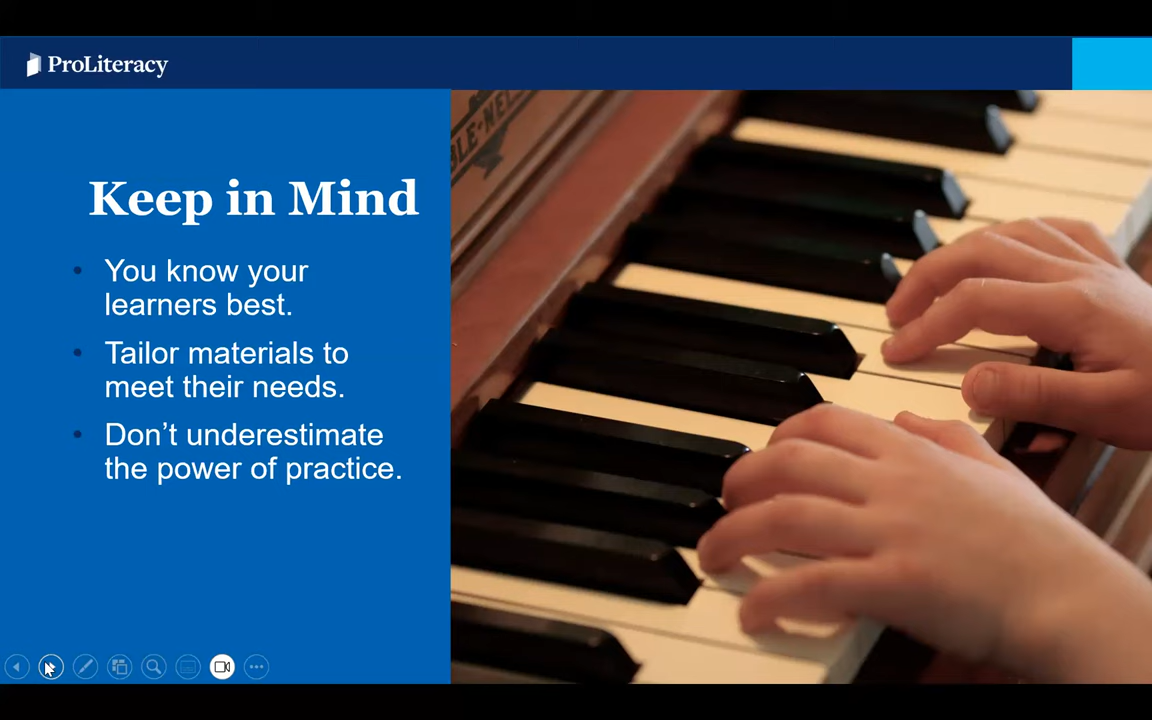 ProLiteracy
Keep in Mind
• You know your
learners best.
• Tailor materials to
meet their needs.
• Don’t underestimate
the power of practice.